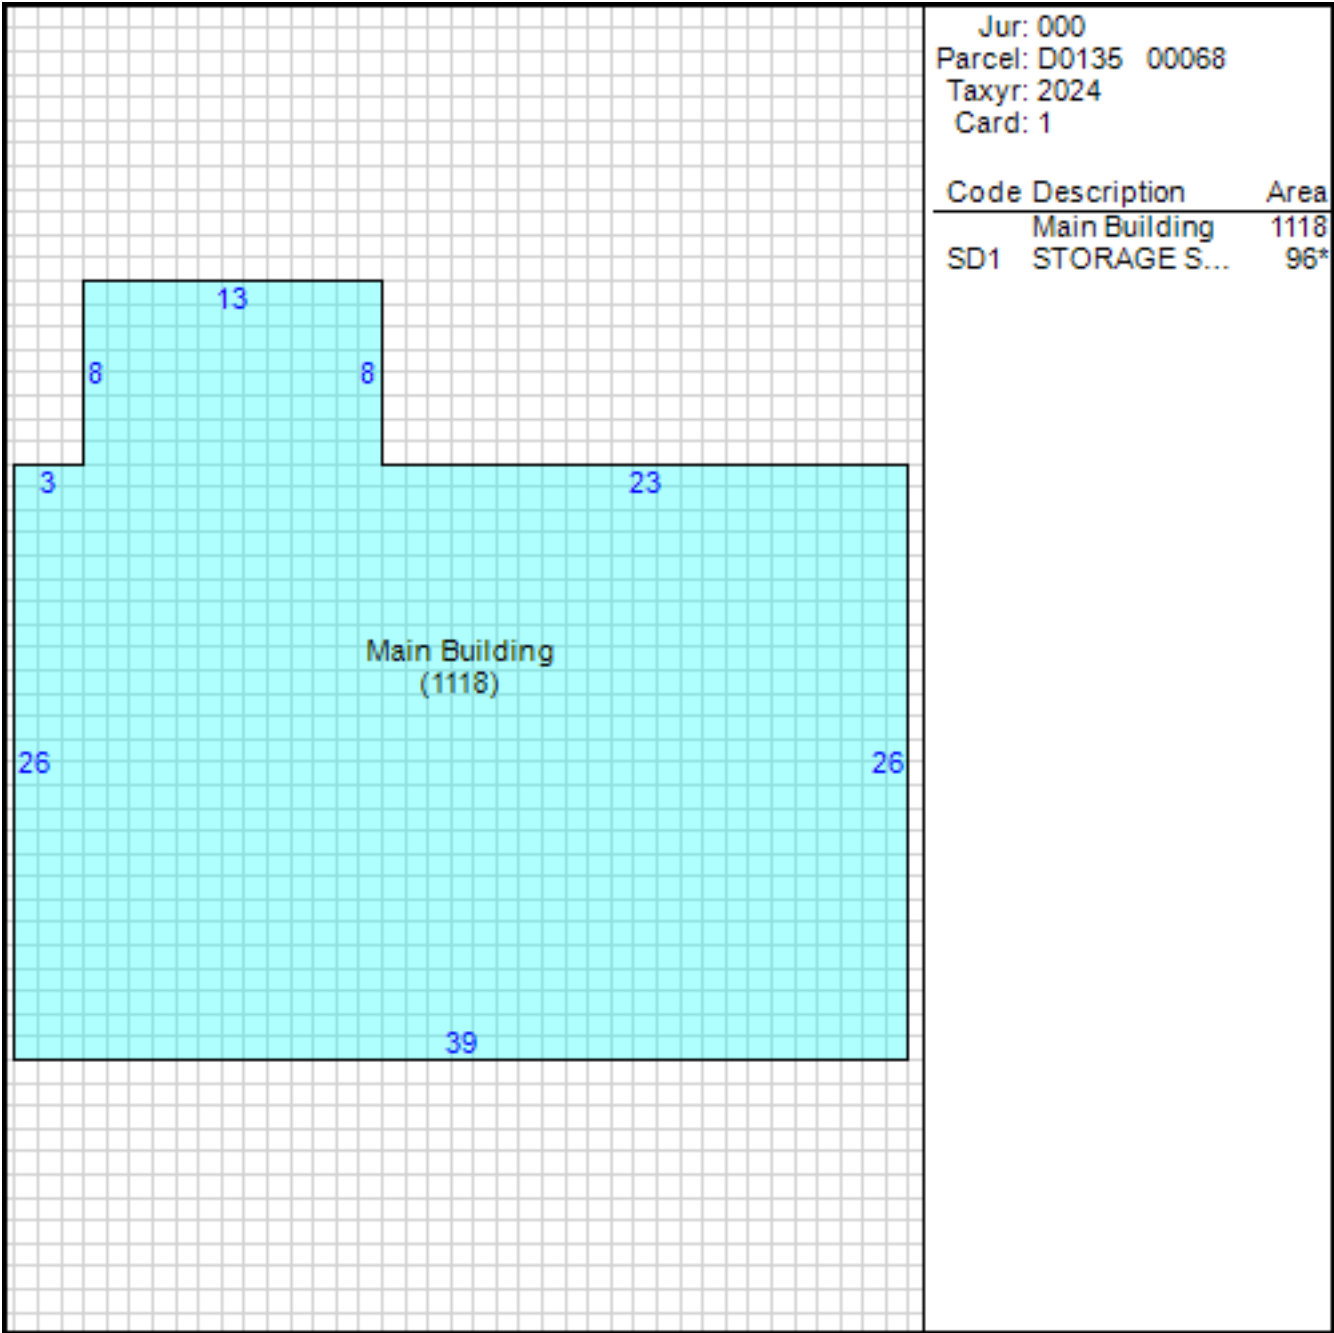 Jur: 000
Parcel: D0135 00068
Taxyr: 2024
Card: 1
Code Description Area
Main Building 1118
SD1 STORAGE S... 96*
13
8 8
3 23
Main Building
(1118)
26 26
39